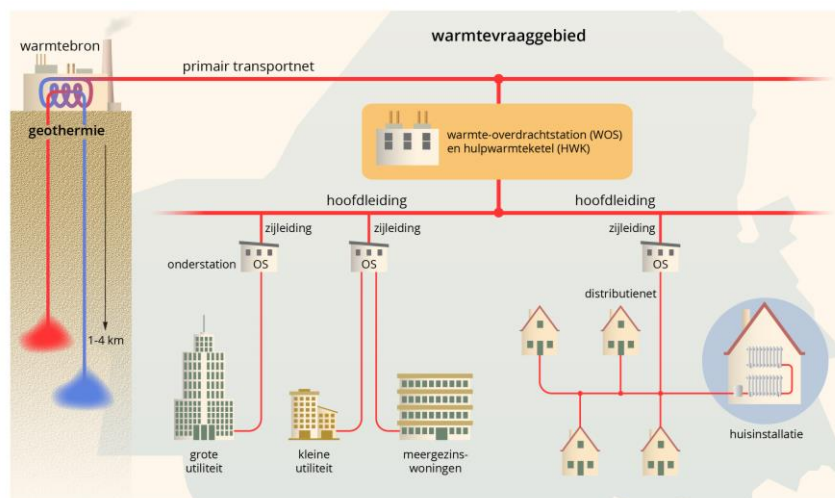 warmtevraaggebied
warmtebron
primair transportnet
geothermie
warmte-overdrachtstation (WOS)
en hulpwarmteketel (HWK)
hoofdleiding
hoofdleiding
zijleiding
zijleiding
zijleiding
onderstation
OS
OS
OS
distributienet
1-4 km
grote
utiliteit
kleine
utiliteit
meergezins-
woningen
huisinstallatie